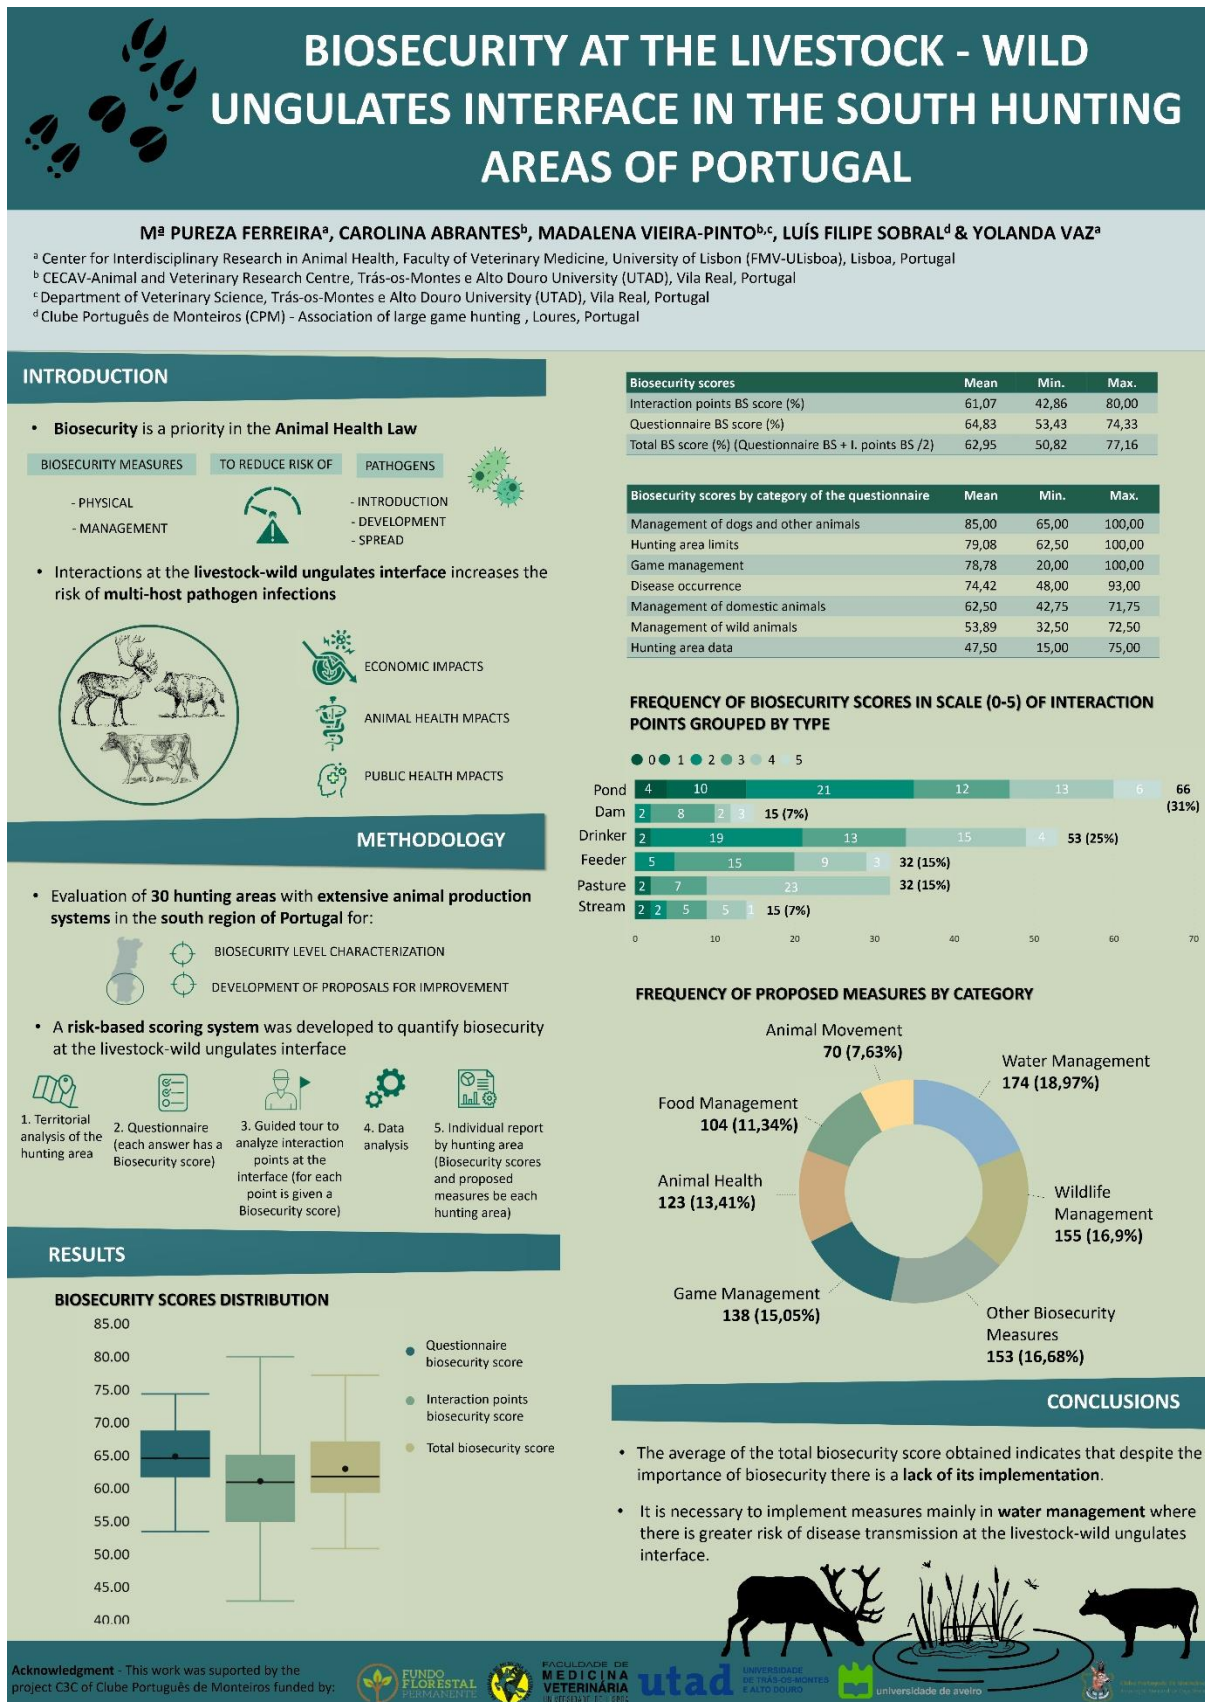 BIOSECURITY AT THE LIVESTOCK - WILD
UNGULATES INTERFACE IN THE SOUTH HUNTING
AREAS OF PORTUGAL
Mª PUREZA FERREIRAᵃ, CAROLINA ABRANTESᵇ, MADALENA VIEIRA-PINTOᵇ,ᶜ, LUÍS FILIPE SOBRALᵈ & YOLANDA VAZᵃ
ᵃ Center for Interdisciplinary Research in Animal Health, Faculty of Veterinary Medicine, University of Lisbon (FMV-ULisboa), Lisboa, Portugal
ᵇ CECAV-Animal and Veterinary Research Centre, Trás-os-Montes e Alto Douro University (UTAD), Vila Real, Portugal
ᶜ Department of Veterinary Science, Trás-os-Montes e Alto Douro University (UTAD), Vila Real, Portugal
ᵈ Clube Português de Monteiros (CPM) - Association of large game hunting , Loures, Portugal
INTRODUCTION
• Biosecurity is a priority in the Animal Health Law
BIOSECURITY MEASURES TO REDUCE RISK OF PATHOGENS
- PHYSICAL
- MANAGEMENT
- INTRODUCTION
- DEVELOPMENT
- SPREAD
• Interactions at the livestock-wild ungulates interface increases the
risk of multi-host pathogen infections
ECONOMIC IMPACTS
ANIMAL HEALTH MPACTS
PUBLIC HEALTH MPACTS
METHODOLOGY
• Evaluation of 30 hunting areas with extensive animal production
systems in the south region of Portugal for:
BIOSECURITY LEVEL CHARACTERIZATION
DEVELOPMENT OF PROPOSALS FOR IMPROVEMENT
• A risk-based scoring system was developed to quantify biosecurity
at the livestock-wild ungulates interface
1. Territorial
analysis of the
hunting area
2. Questionnaire
(each answer has a
Biosecurity score)
3. Guided tour to
analyze interaction
points at the
interface (for each
point is given a
Biosecurity score)
4. Data
analysis
5. Individual report
by hunting area
(Biosecurity scores
and proposed
measures be each
hunting area)
RESULTS
BIOSECURITY SCORES DISTRIBUTION
85.00
80.00
75.00
70.00
65.00
60.00
55.00
50.00
45.00
40.00
Questionnaire
biosecurity score
Interaction points
biosecurity score
Total biosecurity score
Biosecurity scores Mean Min. Max.
Interaction points BS score (%) 61,07 42,86 80,00
Questionnaire BS score (%) 64,83 53,43 74,33
Total BS score (%) (Questionnaire BS + I. points BS /2) 62,95 50,82 77,16
Biosecurity scores by category of the questionnaire Mean Min. Max.
Management of dogs and other animals 85,00 65,00 100,00
Hunting area limits 79,08 62,50 100,00
Game management 78,78 20,00 100,00
Disease occurrence 74,42 48,00 93,00
Management of domestic animals 62,50 42,75 71,75
Management of wild animals 53,89 32,50 72,50
Hunting area data 47,50 15,00 75,00
FREQUENCY OF BIOSECURITY SCORES IN SCALE (0-5) OF INTERACTION
POINTS GROUPED BY TYPE
0 1 2 3 4 5
Pond 4 10 21 12 13 6 66
(31%)
Dam 2 8 2 3 15 (7%)
Drinker 2 19 13 15 4 53 (25%)
Feeder 5 15 9 3 32 (15%)
Pasture 2 7 23 32 (15%)
Stream 2 2 5 5 1 15 (7%)
0 10 20 30 40 50 60 70
FREQUENCY OF PROPOSED MEASURES BY CATEGORY
Animal Movement
70 (7,63%)
Water Management
174 (18,97%)
Food Management
104 (11,34%)
Animal Health
123 (13,41%)
Wildlife
Management
155 (16,9%)
Game Management
138 (15,05%)
Other Biosecurity
Measures
153 (16,68%)
CONCLUSIONS
• The average of the total biosecurity score obtained indicates that despite the
importance of biosecurity there is a lack of its implementation.
• It is necessary to implement measures mainly in water management where
there is greater risk of disease transmission at the livestock-wild ungulates
interface.
Acknowledgment - This work was suported by the
project C3C of Clube Português de Monteiros funded by:
FUNDO
FLORESTAL
PERMANENTE
FACULDADE DE
MEDICINA
VETERINÁRIA
utad
UNIVERSIDADE
DE TRÁS-OS-MONTES
E ALTO DOURO
universidade de aveiro